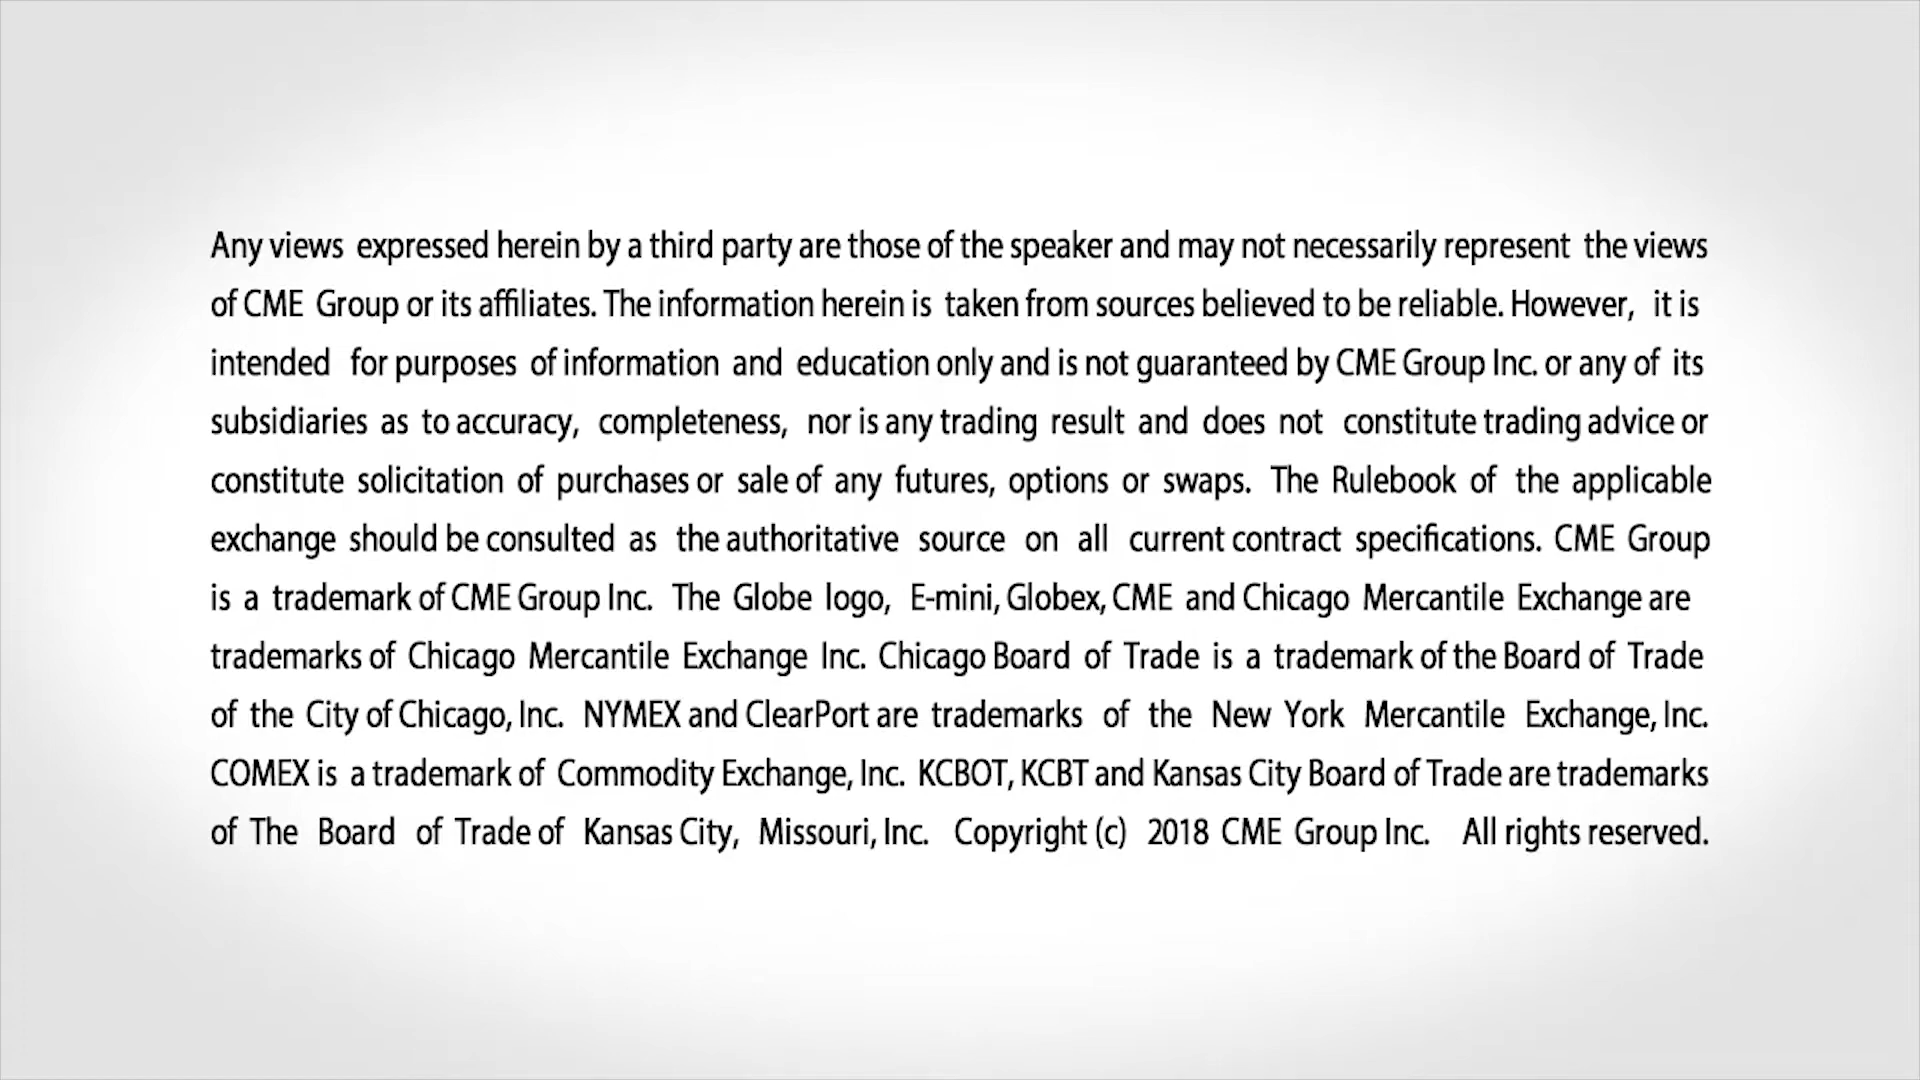 Any views expressed herein by a third party are those of the speaker and may not necessarily represent the views
of CME Group or its affiliates. The information herein is taken from sources believed to be reliable. However, it is
intended for purposes of information and education only and is not guaranteed by CME Group Inc. or any of its
subsidiaries as to accuracy, completeness, nor is any trading result and does not constitute trading advice or
constitute solicitation of purchases or sale of any futures, options or swaps. The Rulebook of the applicable
exchange should be consulted as the authoritative source on all current contract specifications. CME Group
is a trademark of CME Group Inc. The Globe logo, E-mini, Globex, CME and Chicago Mercantile Exchange are
trademarks of Chicago Mercantile Exchange Inc. Chicago Board of Trade is a trademark of the Board of Trade
of the City of Chicago, Inc. NYMEX and ClearPort are trademarks of the New York Mercantile Exchange, Inc.
COMEX is a trademark of Commodity Exchange, Inc. KCBOT, KCBT and Kansas City Board of Trade are trademarks
of The Board of Trade of Kansas City, Missouri, Inc. Copyright (c) 2018 CME Group Inc. All rights reserved.